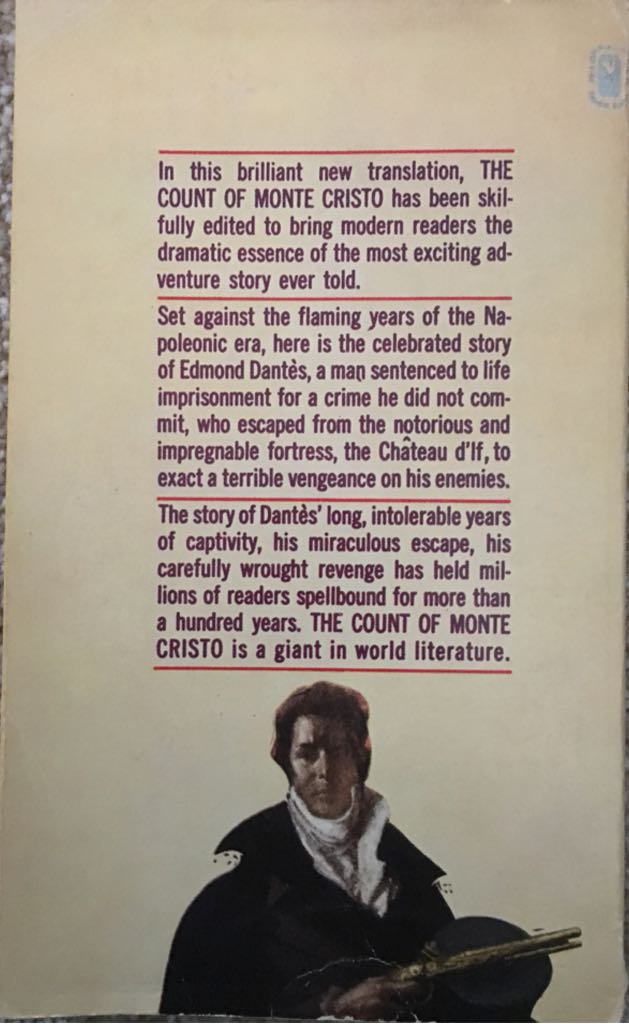 In this brilliant new translation, THE
COUNT OF MONTE CRISTO has been skil-
fully edited to bring modern readers the
dramatic essence of the most exciting ad-
venture story ever told.
Set against the flaming years of the Na-
poleonic era, here is the celebrated story
of Edmond Dantès, a man sentenced to life
imprisonment for a crime he did not com-
mit, who escaped from the notorious and
impregnable fortress, the Château d'If, to
exact a terrible vengeance on his enemies.
The story of Dantès' long, intolerable years
of captivity, his miraculous escape, his
carefully wrought revenge has held mil-
lions of readers spellbound for more than
a hundred years. THE COUNT OF MONTE
CRISTO is a giant in world literature.